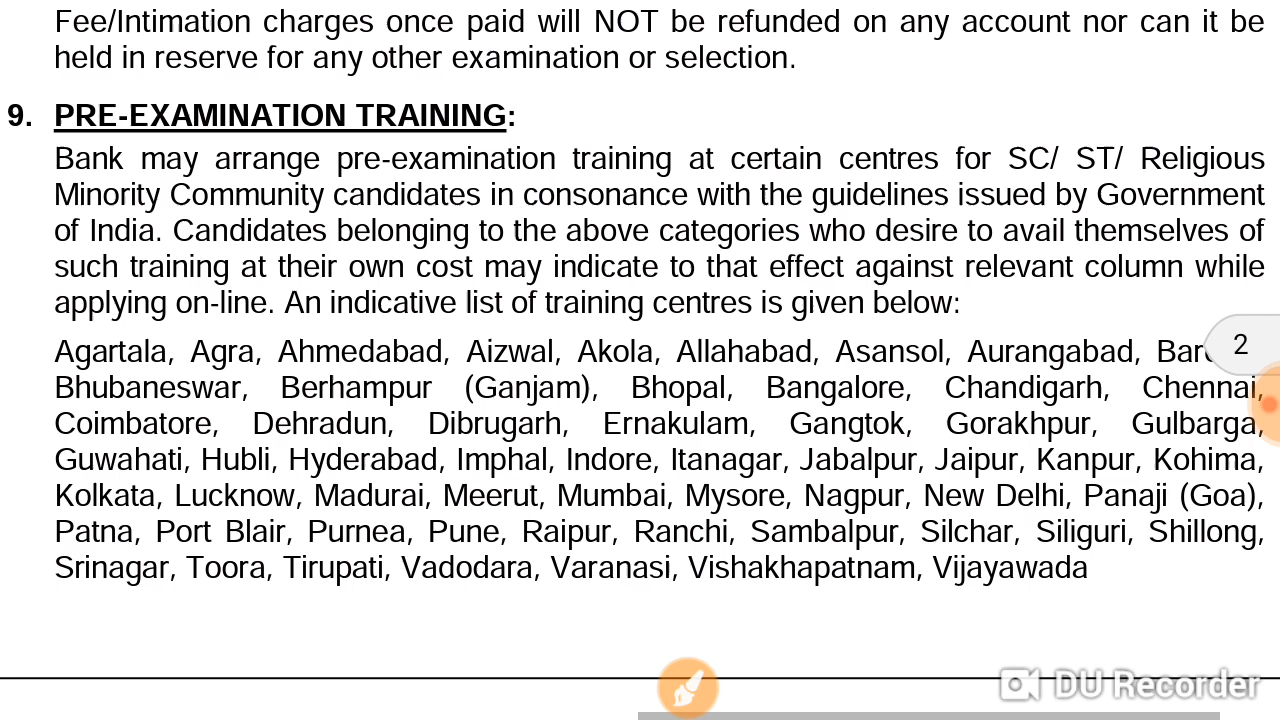 Fee/Intimation charges once paid will NOT be refunded on any account nor can it be
held in reserve for any other examination or selection.
9. PRE-EXAMINATION TRAINING:
Bank may arrange pre-examination training at certain centres for SC/ ST/ Religious
Minority Community candidates in consonance with the guidelines issued by Government
of India. Candidates belonging to the above categories who desire to avail themselves of
such training at their own cost may indicate to that effect against relevant column while
applying on-line. An indicative list of training centres is given below:
Agartala, Agra, Ahmedabad, Aizwal, Akola, Allahabad, Asansol, Aurangabad,
2
Bhubaneswar, Berhampur (Ganjam), Bhopal, Bangalore, Chandigarh, Chennai,
Coimbatore, Dehradun, Dibrugarh, Ernakulam, Gangtok, Gorakhpur, Gulbarga,
Guwahati, Hubli, Hyderabad, Imphal, Indore, Itanagar, Jabalpur, Jaipur, Kanpur, Kohima,
Kolkata, Lucknow, Madurai, Meerut, Mumbai, Mysore, Nagpur, New Delhi, Panaji (Goa),
Patna, Port Blair, Purnea, Pune, Raipur, Ranchi, Sambalpur, Silchar, Siliguri, Shillong,
Srinagar, Toora, Tirupati, Vadodara, Varanasi, Vishakhapatnam, Vijayawada
DU Recorder